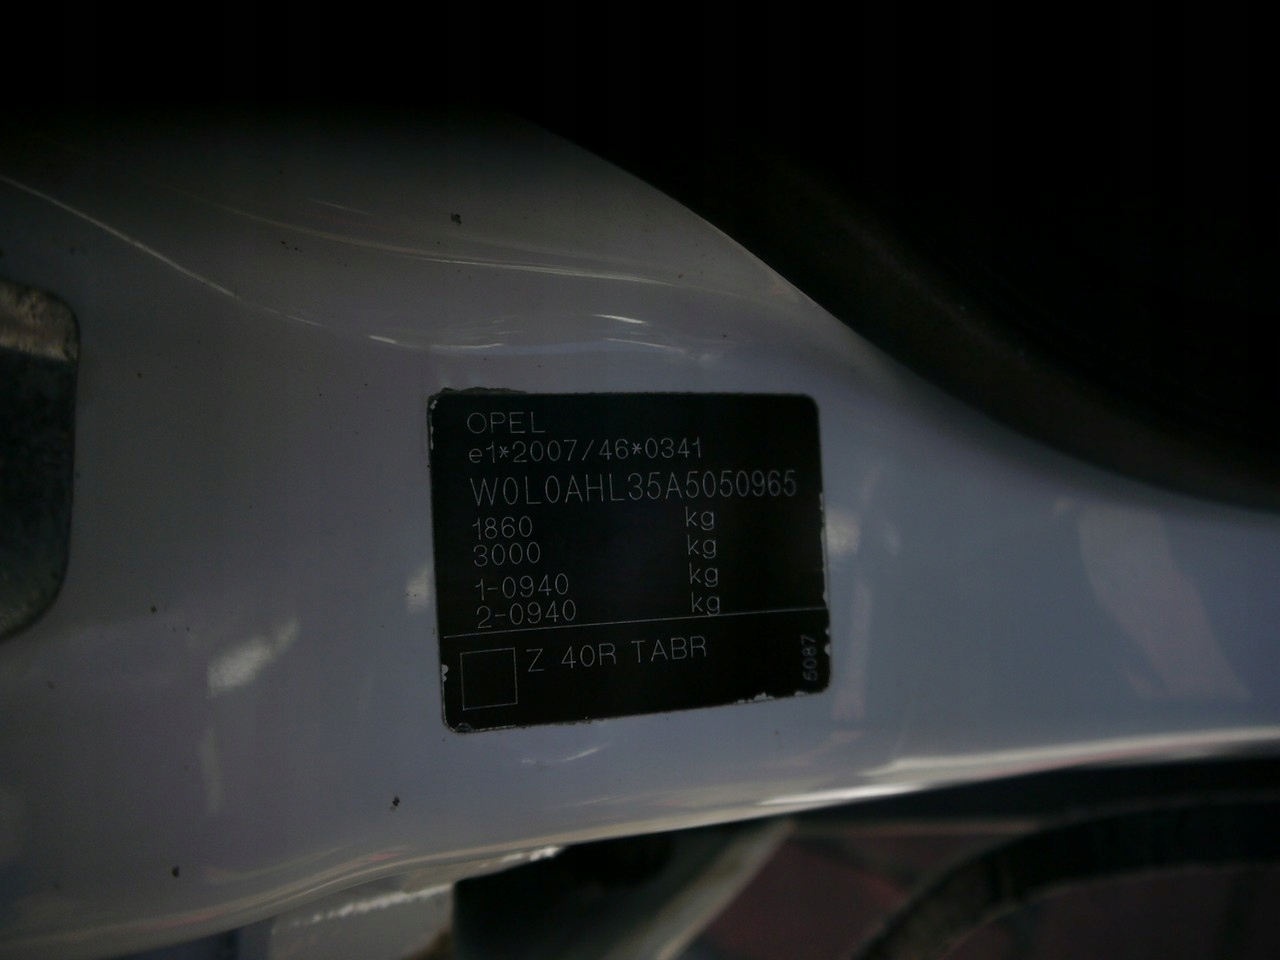 OPEL
e1*2007/46*0341
W0L0AHL35A5050965
1860 kg
3000 kg
1-0940 kg
2-0940 kg
Z 40R TABR
5087